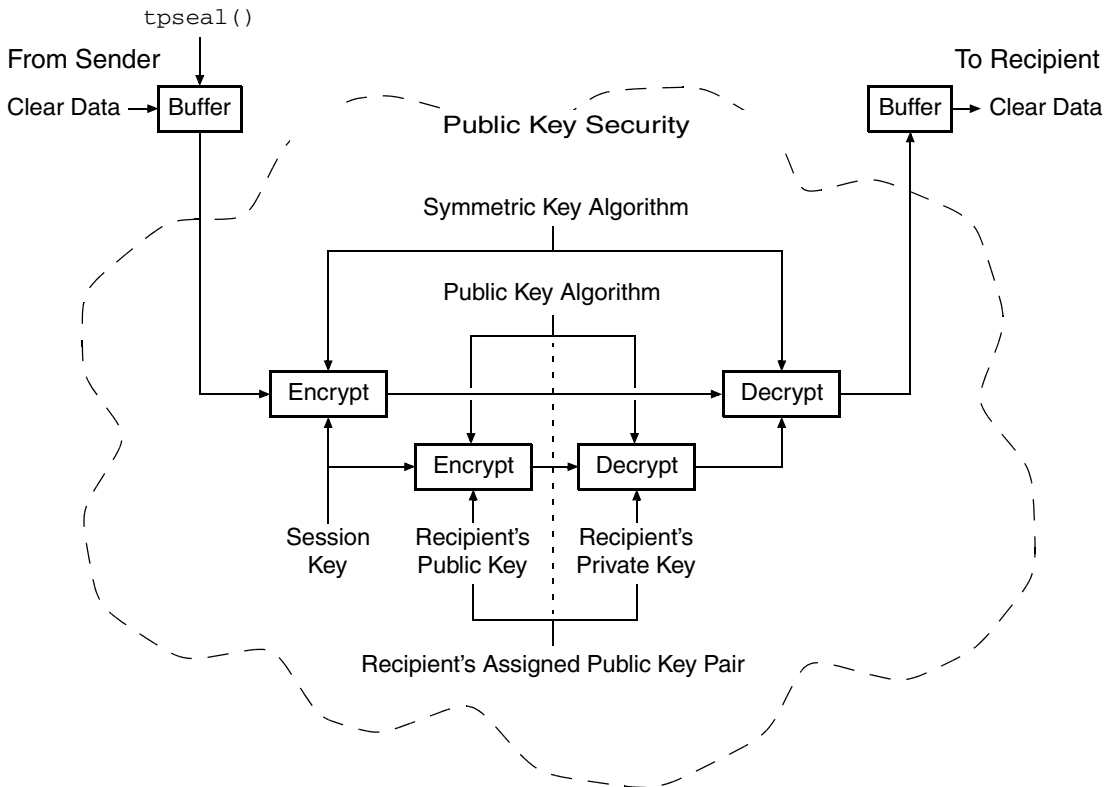 tpseal()
From Sender
To Recipient
Clear Data
Buffer
Buffer
Clear Data
Public Key Security
Symmetric Key Algorithm
Public Key Algorithm
Encrypt
Decrypt
Encrypt
Decrypt
Session
Key
Recipient's
Public Key
Recipient's
Private Key
Recipient's Assigned Public Key Pair